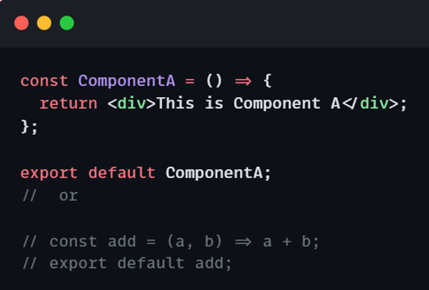 const ComponentA = () => {
return <div>This is Component A</div>;
};
export default ComponentA;
// or
// const add = (a, b) => a + b;
// export default add;